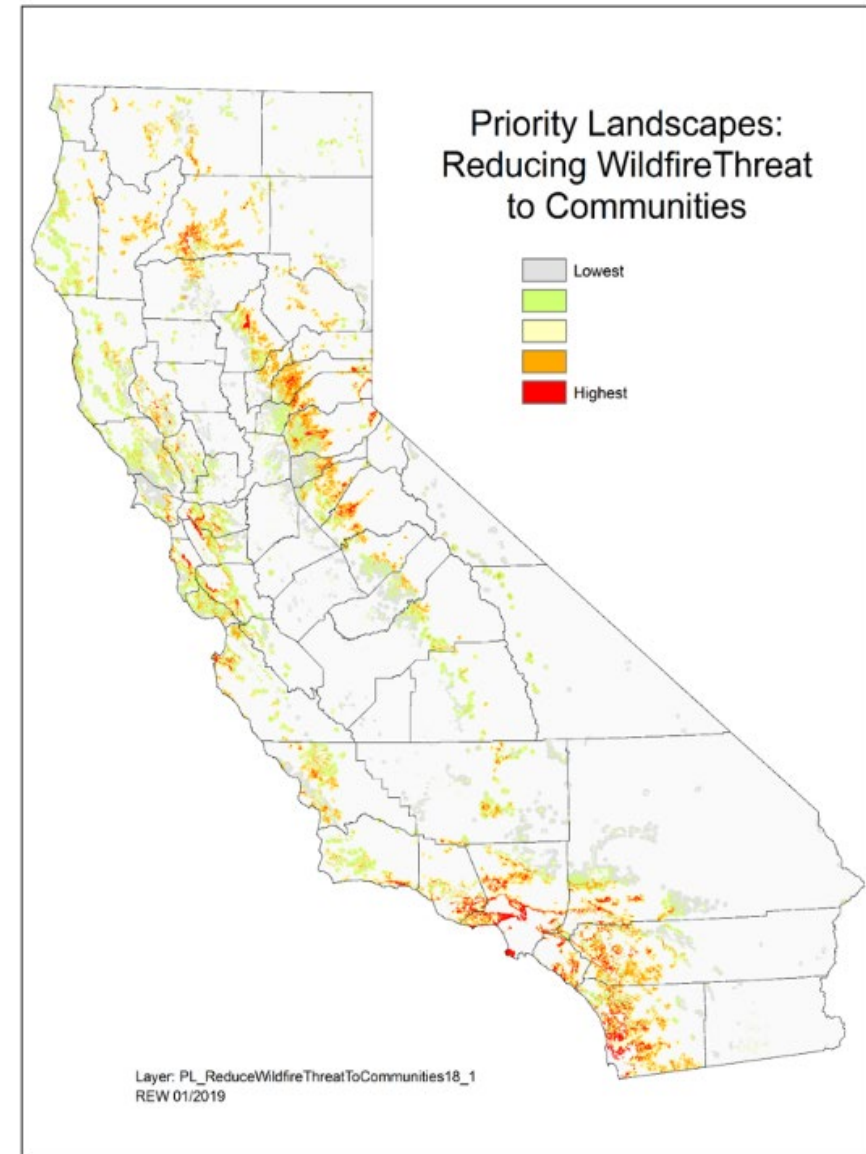 Priority Landscapes:
Reducing WildfireThreat
to Communities
Lowest
Highest
Layer: PL_ReduceWildfireThreatToCommunities18_1
REW 01/2019